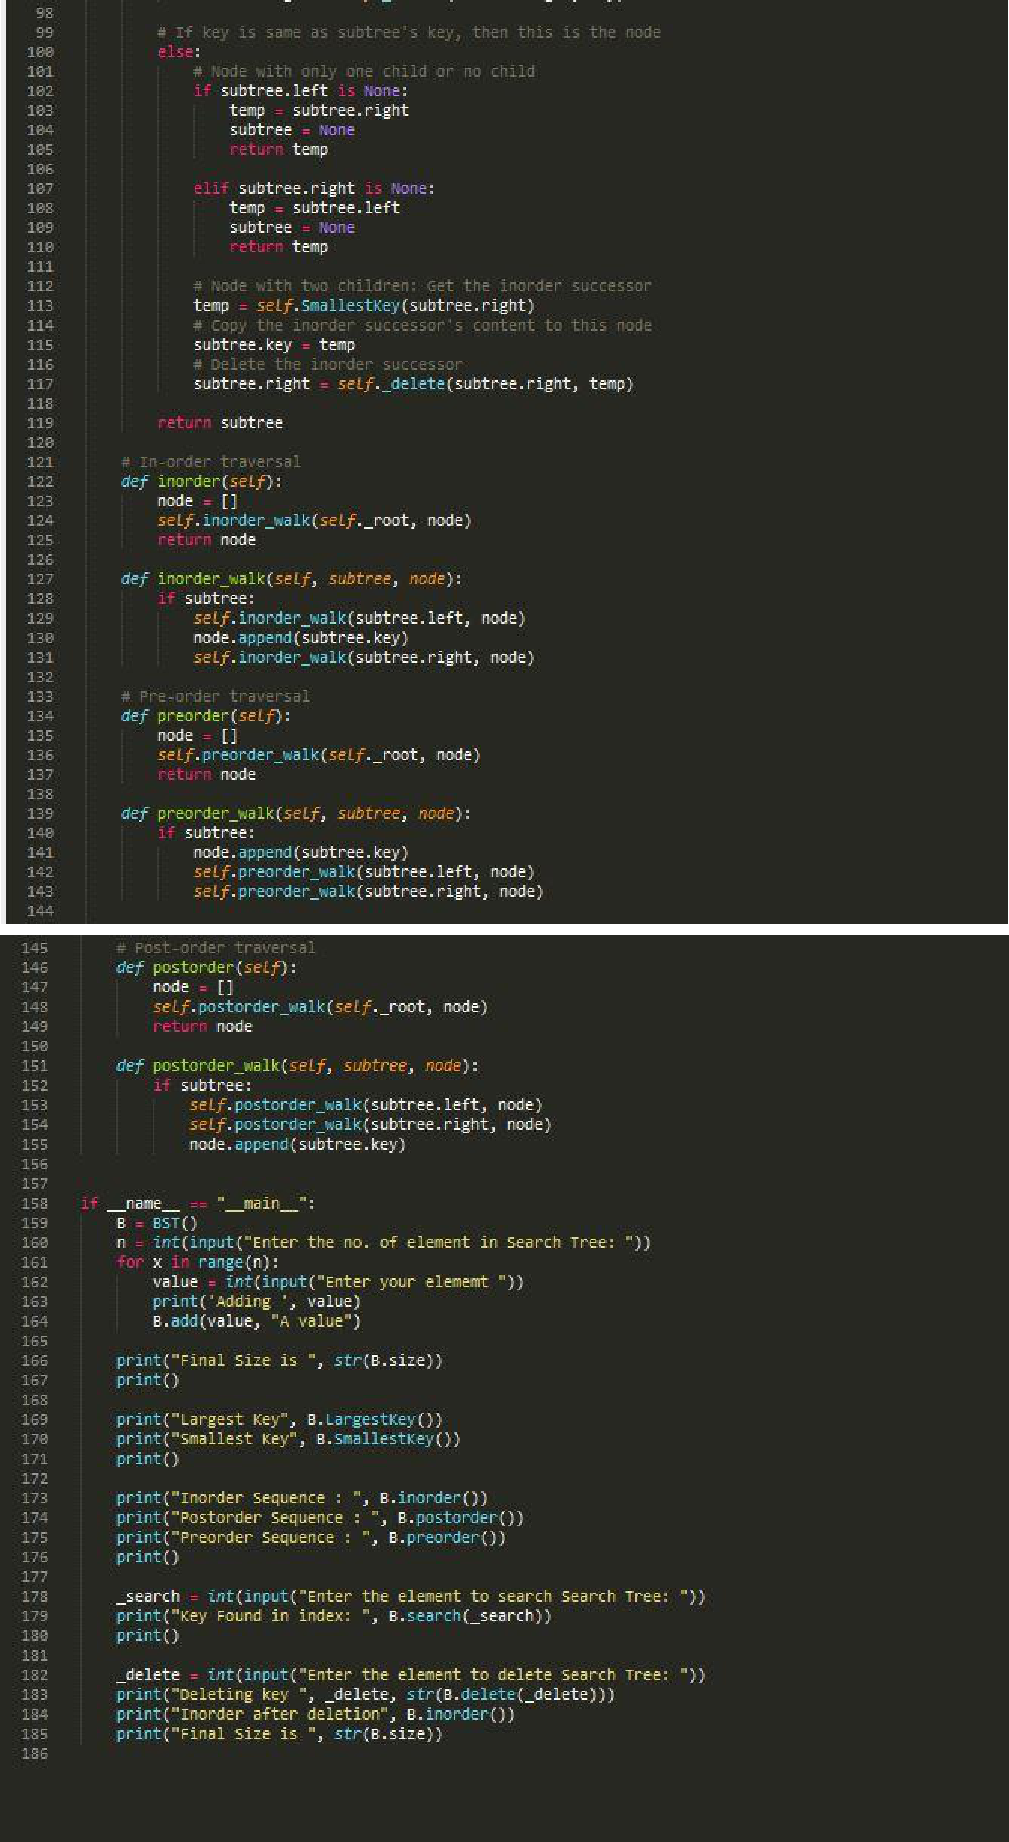 98
99 # If key is same as subtree's key, then this is the node
100 else:
101 # Node with only one child or no child
102 if subtree.left is None:
103 temp = subtree.right
104 subtree = None
105 return temp
106
107 elif subtree.right is None:
108 temp = subtree.left
109 subtree = None
110 return temp
111
112 # Node with two children: Get the inorder successor
113 temp = self.SmallestKey(subtree.right)
114 # Copy the inorder successor's content to this node
115 subtree.key = temp
116 # Delete the inorder successor
117 subtree.right = self._delete(subtree.right, temp)
118
119 return subtree
120
121 # In-order traversal
122 def inorder(self):
123 node = []
124 self.inorder_walk(self._root, node)
125 return node
126
127 def inorder_walk(self, subtree, node):
128 if subtree:
129 self.inorder_walk(subtree.left, node)
130 node.append(subtree.key)
131 self.inorder_walk(subtree.right, node)
132
133 # Pre-order traversal
134 def preorder(self):
135 node = []
136 self.preorder_walk(self._root, node)
137 return node
138
139 def preorder_walk(self, subtree, node):
140 if subtree:
141 node.append(subtree.key)
142 self.preorder_walk(subtree.left, node)
143 self.preorder_walk(subtree.right, node)
144
145 # Post-order traversal
146 def postorder(self):
147 node = []
148 self.postorder_walk(self._root, node)
149 return node
150
151 def postorder_walk(self, subtree, node):
152 if subtree:
153 self.postorder_walk(subtree.left, node)
154 self.postorder_walk(subtree.right, node)
155 node.append(subtree.key)
156
157
158 if __name__ == "__main__":
159 B = BST()
160 n = int(input("Enter the no. of element in Search Tree: "))
161 for x in range(n):
162 value = int(input("Enter your elememt "))
163 print('Adding ', value)
164 B.add(value, "A value")
165
166 print("Final Size is ", str(B.size))
167 print()
168
169 print("Largest Key", B.LargestKey())
170 print("Smallest Key", B.SmallestKey())
171 print()
172
173 print("Inorder Sequence : ", B.inorder())
174 print("Postorder Sequence : ", B.postorder())
175 print("Preorder Sequence : ", B.preorder())
176 print()
177
178 _search = int(input("Enter the element to search Search Tree: "))
179 print("Key Found in index: ", B.search(_search))
180 print()
181
182 _delete = int(input("Enter the element to delete Search Tree: "))
183 print("Deleting key ", _delete, str(B.delete(_delete)))
184 print("Inorder after deletion", B.inorder())
185 print("Final Size is ", str(B.size))
186